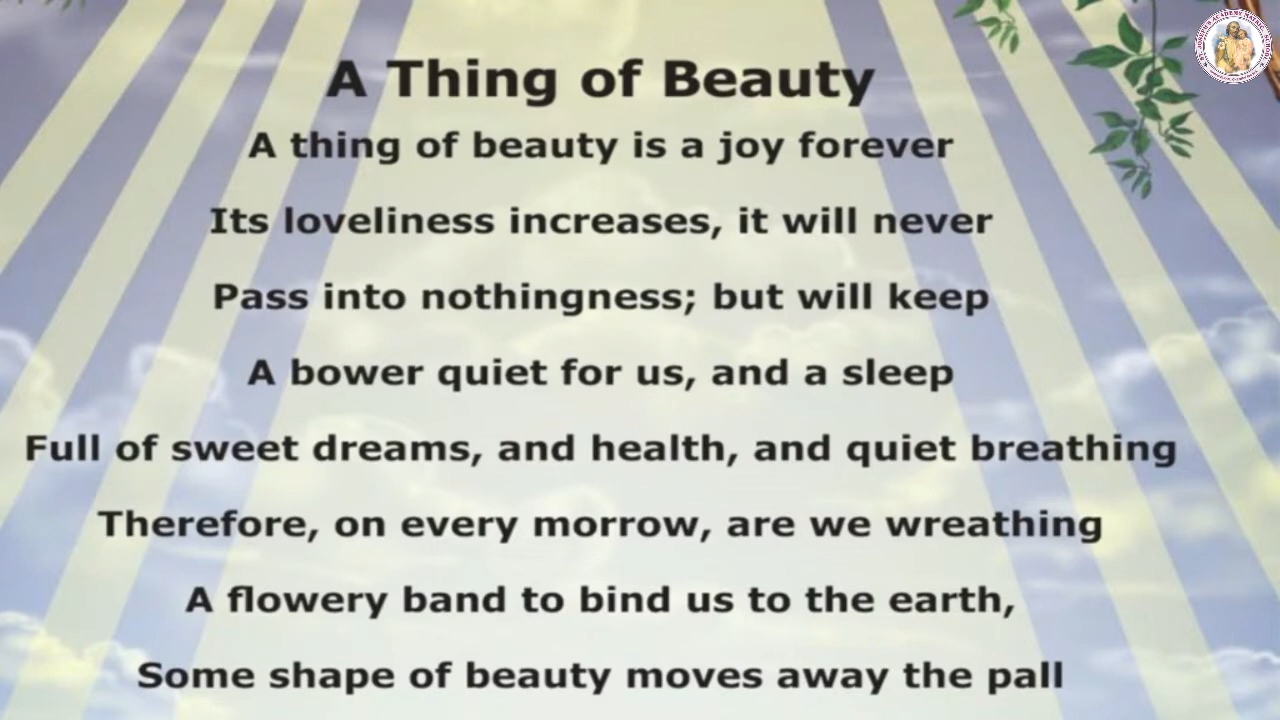 A Thing of Beauty
A thing of beauty is a joy forever
Its loveliness increases, it will never
Pass into nothingness; but will keep
A bower quiet for us, and a sleep
Full of sweet dreams, and health, and quiet breathing
Therefore, on every morrow, are we wreathing
A flowery band to bind us to the earth,
Some shape of beauty moves away the pall